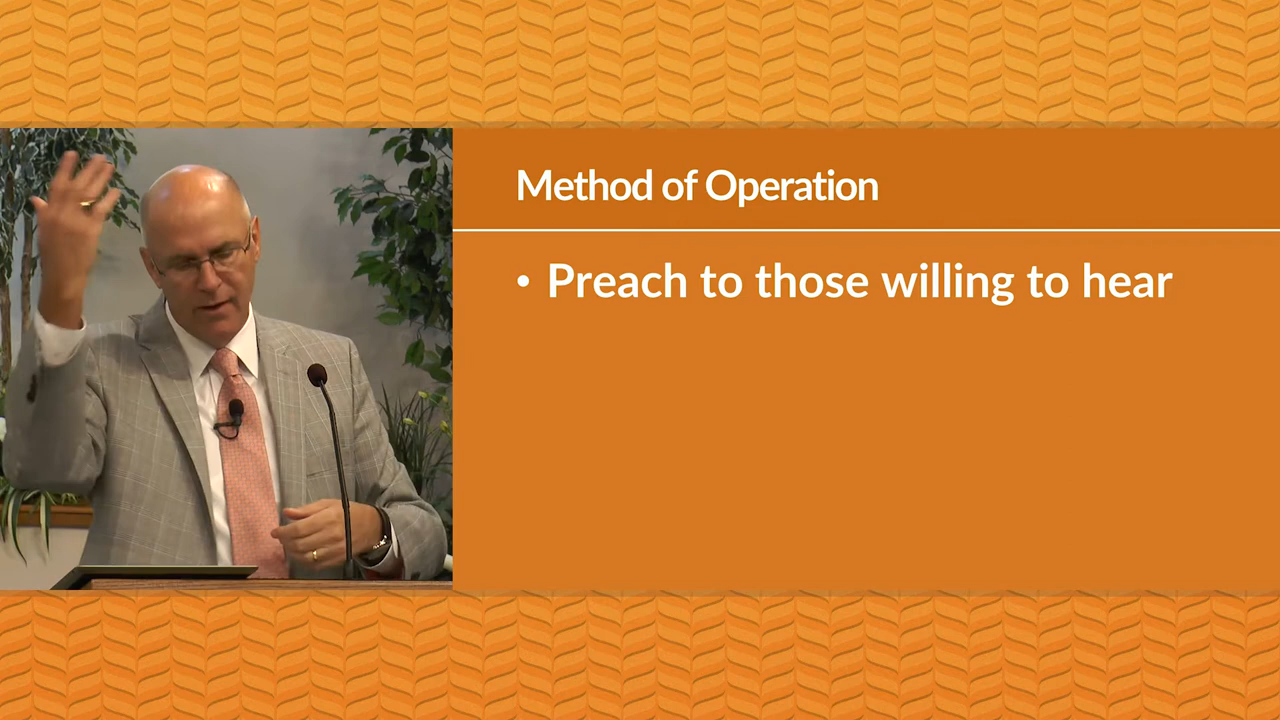 Method of Operation
• Preach to those willing to hear